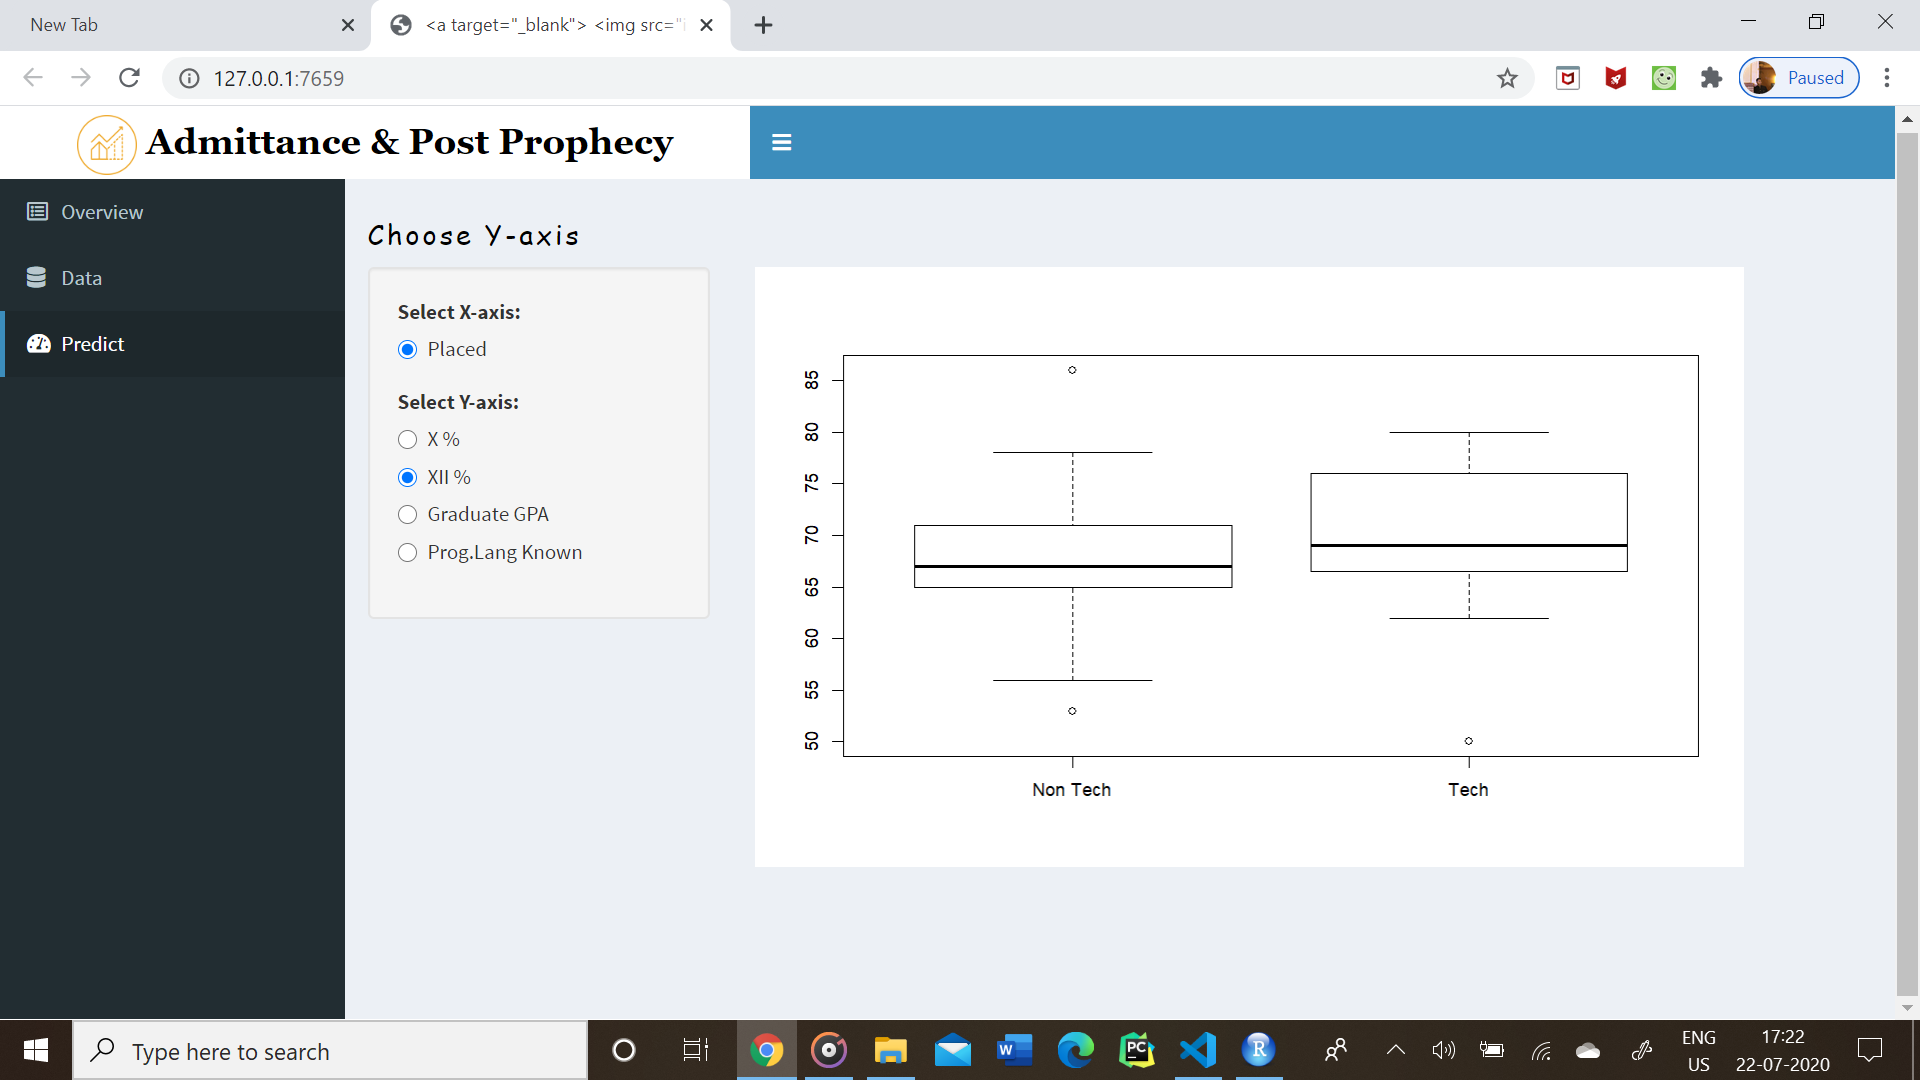 New Tab
<a target="_blank"> <img src="i
127.0.0.1:7659
Paused
Admittance & Post Prophecy
Overview
Data
Predict
Choose Y-axis
Select X-axis:
Placed
Select Y-axis:
X %
XII %
Graduate GPA
Prog.Lang Known
85
80
75
70
65
60
55
50
Non Tech
Tech
Type here to search
W
PC
R
ENG
US
17:22
22-07-2020